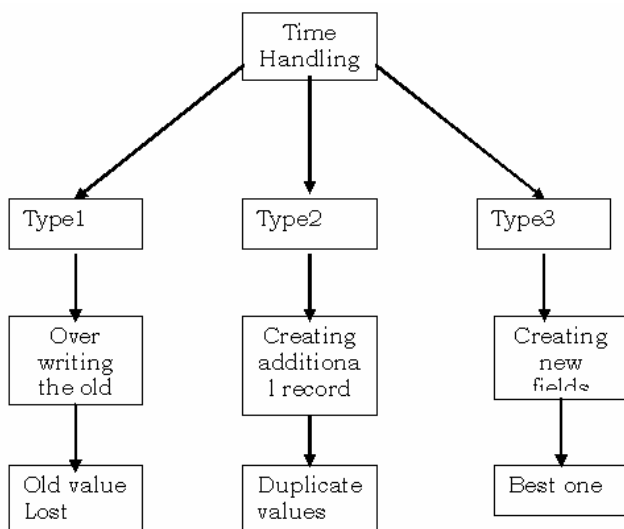 Time
Handling
Type1
Type2
Type3
Over
writing
the old
Creating
additiona
l record
Creating
new
fields
Old value
Lost
Duplicate
values
Best one